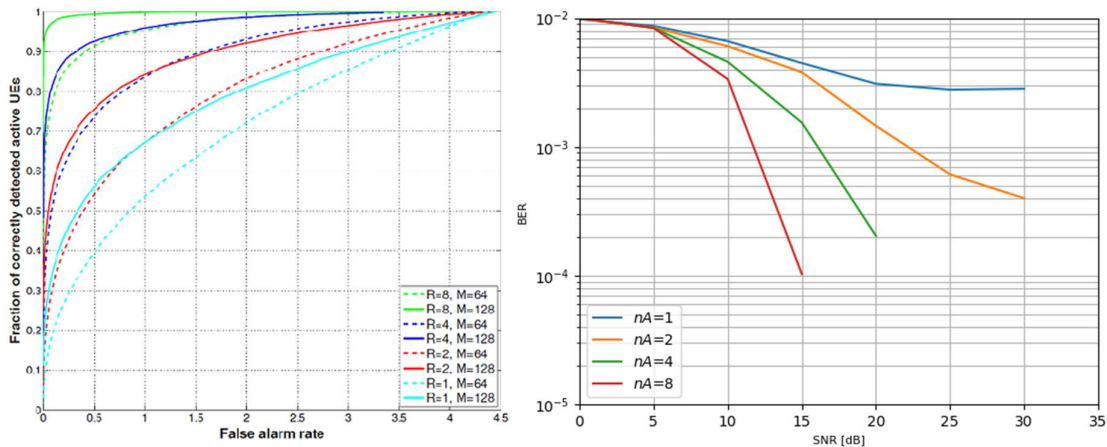 1
0.9
0.8
0.7
0.6
0.5
0.4
0.3
0.2
0.1
0
0 0.5 1 1.5 2 2.5 3 3.5 4 4.5
False alarm rate
Fraction of correctly detected active UEs
R=8, M=64
R=8, M=128
R=4, M=64
R=4, M=128
R=2, M=64
R=2, M=128
R=1, M=64
R=1, M=128
10−2
10−3
10−4
10−5
BER
0 5 10 15 20 25 30 35
SNR [dB]
nA=1
nA=2
nA=4
nA=8